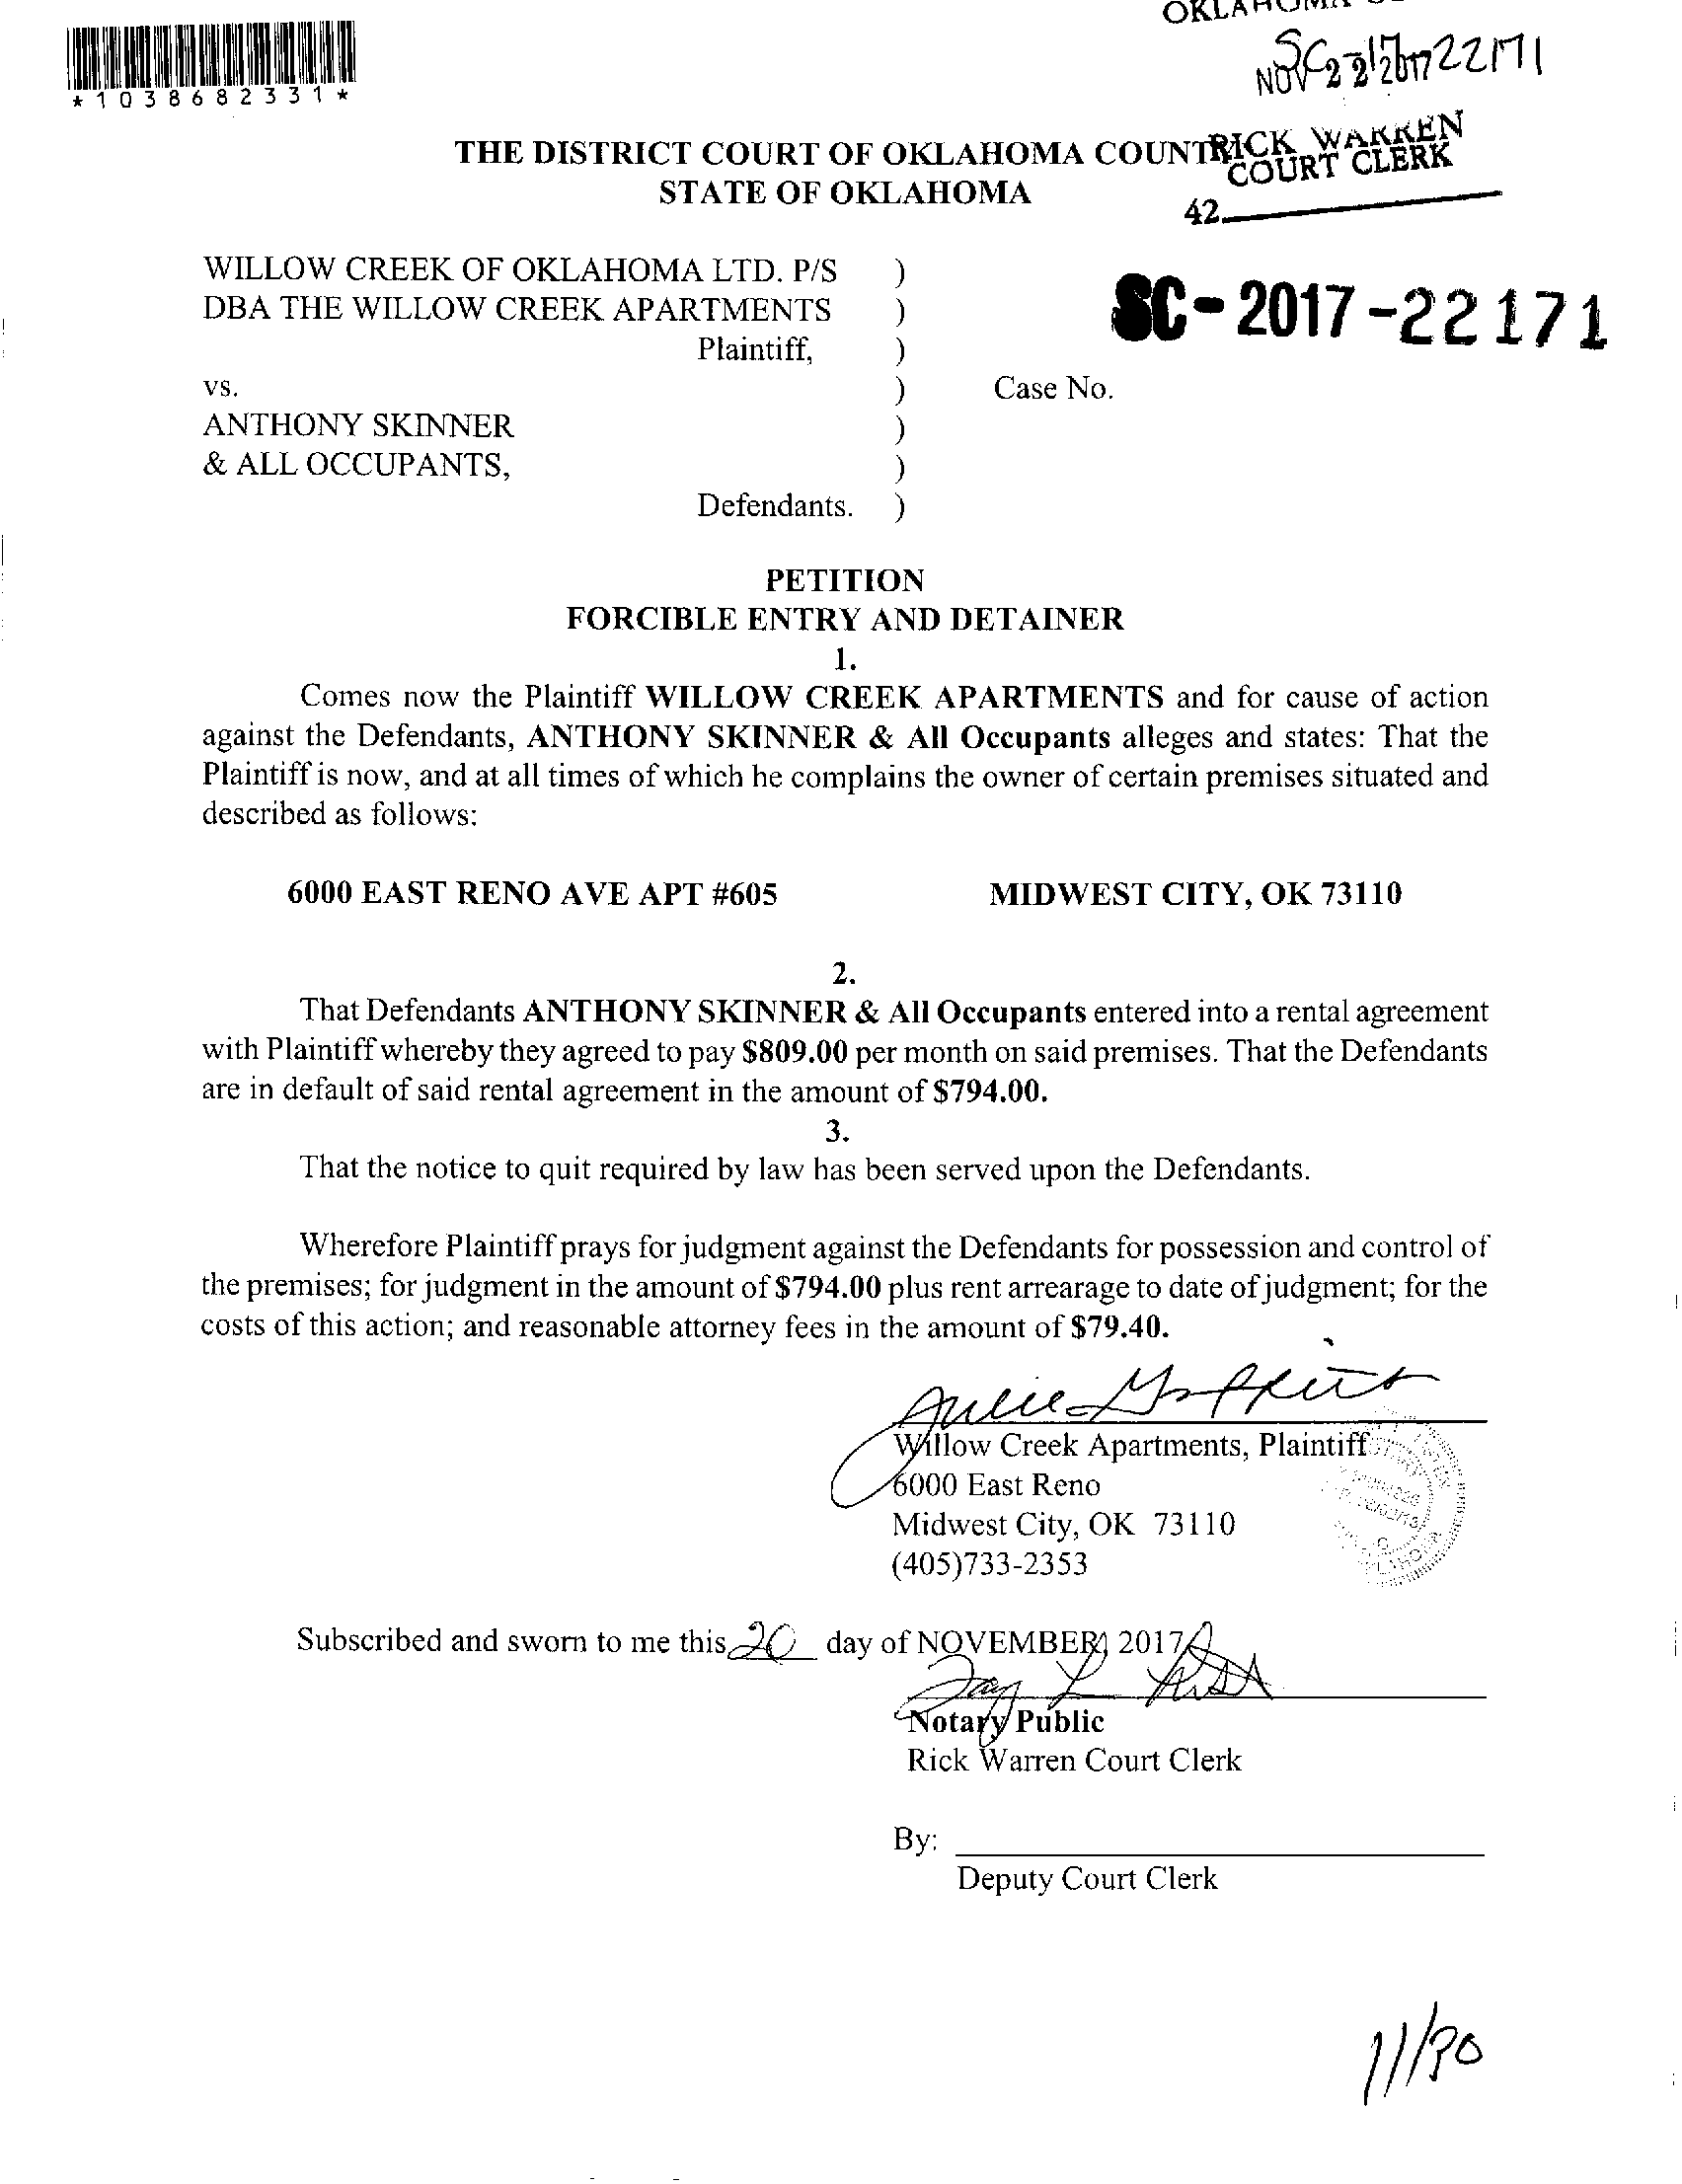 *1038682331*
SC-2017-22171
NOV 22 2017
RICK WARREN
COURT CLERK
42
THE DISTRICT COURT OF OKLAHOMA
STATE OF OKLAHOMA
WILLOW CREEK OF OKLAHOMA LTD. P/S )
DBA THE WILLOW CREEK APARTMENTS )
Plaintiff, )
SC-2017-22171
vs. ) Case No.
ANTHONY SKINNER )
& ALL OCCUPANTS, )
Defendants. )
PETITION
FORCIBLE ENTRY AND DETAINER
1.
Comes now the Plaintiff WILLOW CREEK APARTMENTS and for cause of action
against the Defendants, ANTHONY SKINNER & All Occupants alleges and states: That the
Plaintiff is now, and at all times of which he complains the owner of certain premises situated and
described as follows:
6000 EAST RENO AVE APT #605 MIDWEST CITY, OK 73110
2.
That Defendants ANTHONY SKINNER & All Occupants entered into a rental agreement
with Plaintiff whereby they agreed to pay $809.00 per month on said premises. That the Defendants
are in default of said rental agreement in the amount of $794.00.
3.
That the notice to quit required by law has been served upon the Defendants.
Wherefore Plaintiff prays for judgment against the Defendants for possession and control of
the premises; for judgment in the amount of $794.00 plus rent arrearage to date of judgment; for the
costs of this action; and reasonable attorney fees in the amount of $79.40.
Willow Creek Apartments, Plaintiff
6000 East Reno
Midwest City, OK 73110
(405)733-2353
Subscribed and sworn to me this 20 day of NOVEMBER, 2017
Notary Public
Rick Warren Court Clerk
By:
Deputy Court Clerk
11/30